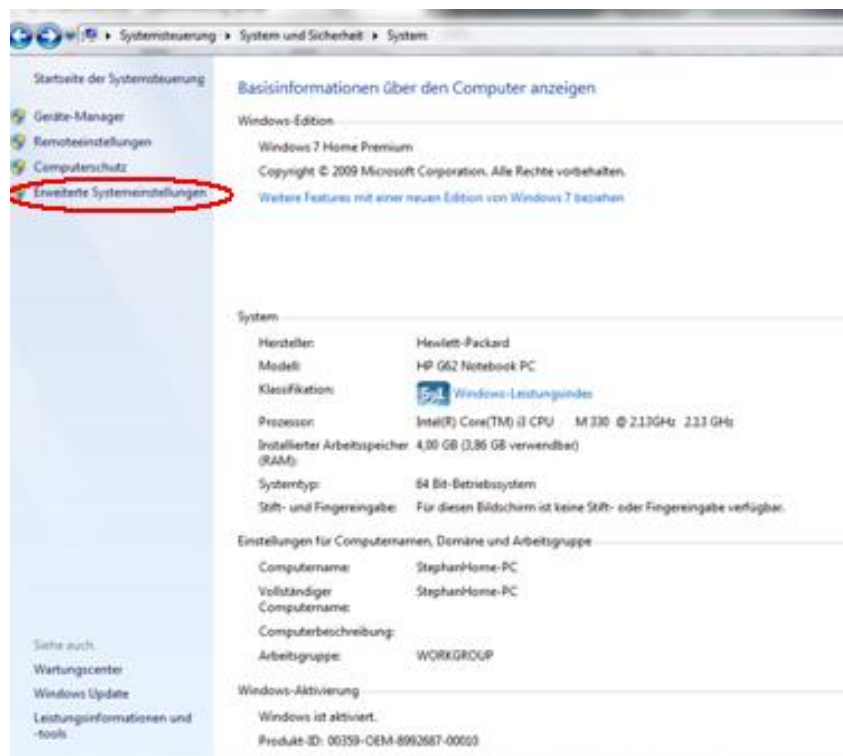 Systemsteuerung ▸ System und Sicherheit ▸ System
Startseite der Systemsteuerung
Geräte-Manager
Remoteeinstellungen
Computerschutz
Erweiterte Systemeinstellungen
Siehe auch
Wartungscenter
Windows Update
Leistungsinformationen und
-tools
Basisinformationen über den Computer anzeigen
Windows-Edition
Windows 7 Home Premium
Copyright © 2009 Microsoft Corporation. Alle Rechte vorbehalten.
Weitere Features mit einer neuen Edition von Windows 7 beziehen
System
Hersteller: Hewlett-Packard
Modell: HP G62 Notebook PC
Klassifikation: Windows-Leistungsindex
Prozessor: Intel(R) Core(TM) i3 CPU M 330 @ 2.13GHz 2.13 GHz
Installierter Arbeitsspeicher 4,00 GB (3,86 GB verwendbar)
(RAM):
Systemtyp: 64 Bit-Betriebssystem
Stift- und Fingereingabe: Für diesen Bildschirm ist keine Stift- oder Fingereingabe verfügbar.
Einstellungen für Computernamen, Domäne und Arbeitsgruppe
Computername: StephanHome-PC
Vollständiger StephanHome-PC
Computername:
Computerbeschreibung:
Arbeitsgruppe: WORKGROUP
Windows-Aktivierung
Windows ist aktiviert.
Produkt-ID: 00359-OEM-8992687-00010